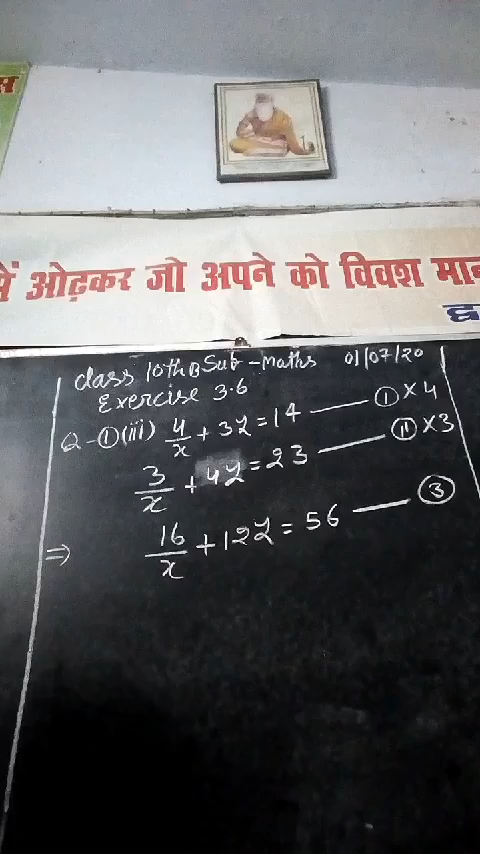 स
में ओढ़कर जो अपने को विवश मान
class 10th B Sub - Maths 01/07/20
Exercise 3.6
Q - ① (iii) 4/x + 3y = 14 — ① × 4
3/x + 4y = 23 — ⑪ × 3
⇒ 16/x + 12y = 56 — ③